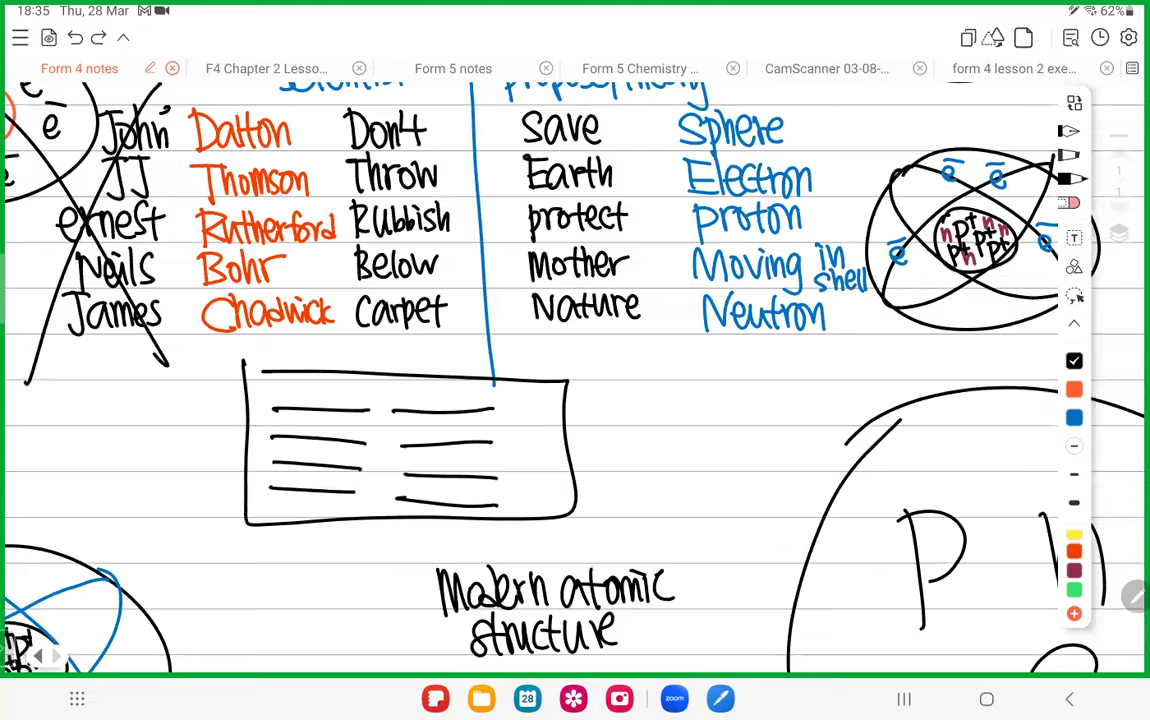 18:35 Thu, 28 Mar 62%
Form 4 notes F4 Chapter 2 Lesso... Form 5 notes Form 5 Chemistry ... CamScanner 03-08-... form 4 lesson 2 exe...
e
e
John Dalton Don't save Sphere
JJ Thomson Throw Earth Electron
ernest Rutherford Rubbish protect proton
Neils Bohr Below Mother Moving in shell
James Chadwick Carpet Nature Neutron
e e e e
n p+ n n
p+ p+
p+ n p+
Modern atomic
structure
P
T
28
zoom